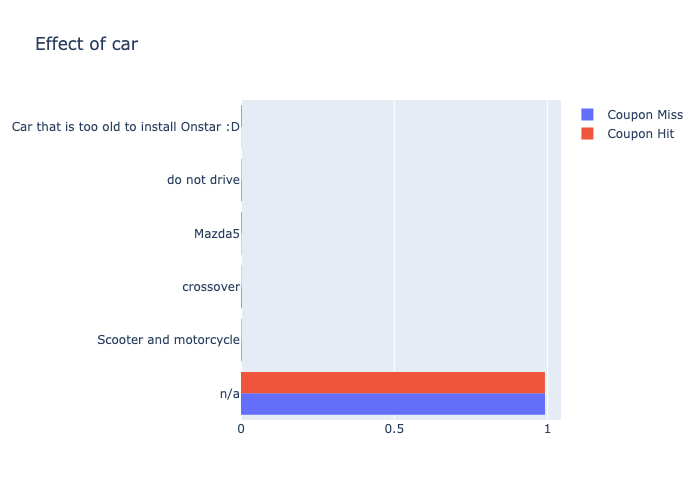 Effect of car
Coupon Miss
Coupon Hit
Car that is too old to install Onstar :D
do not drive
Mazda5
crossover
Scooter and motorcycle
n/a
0 0.5 1